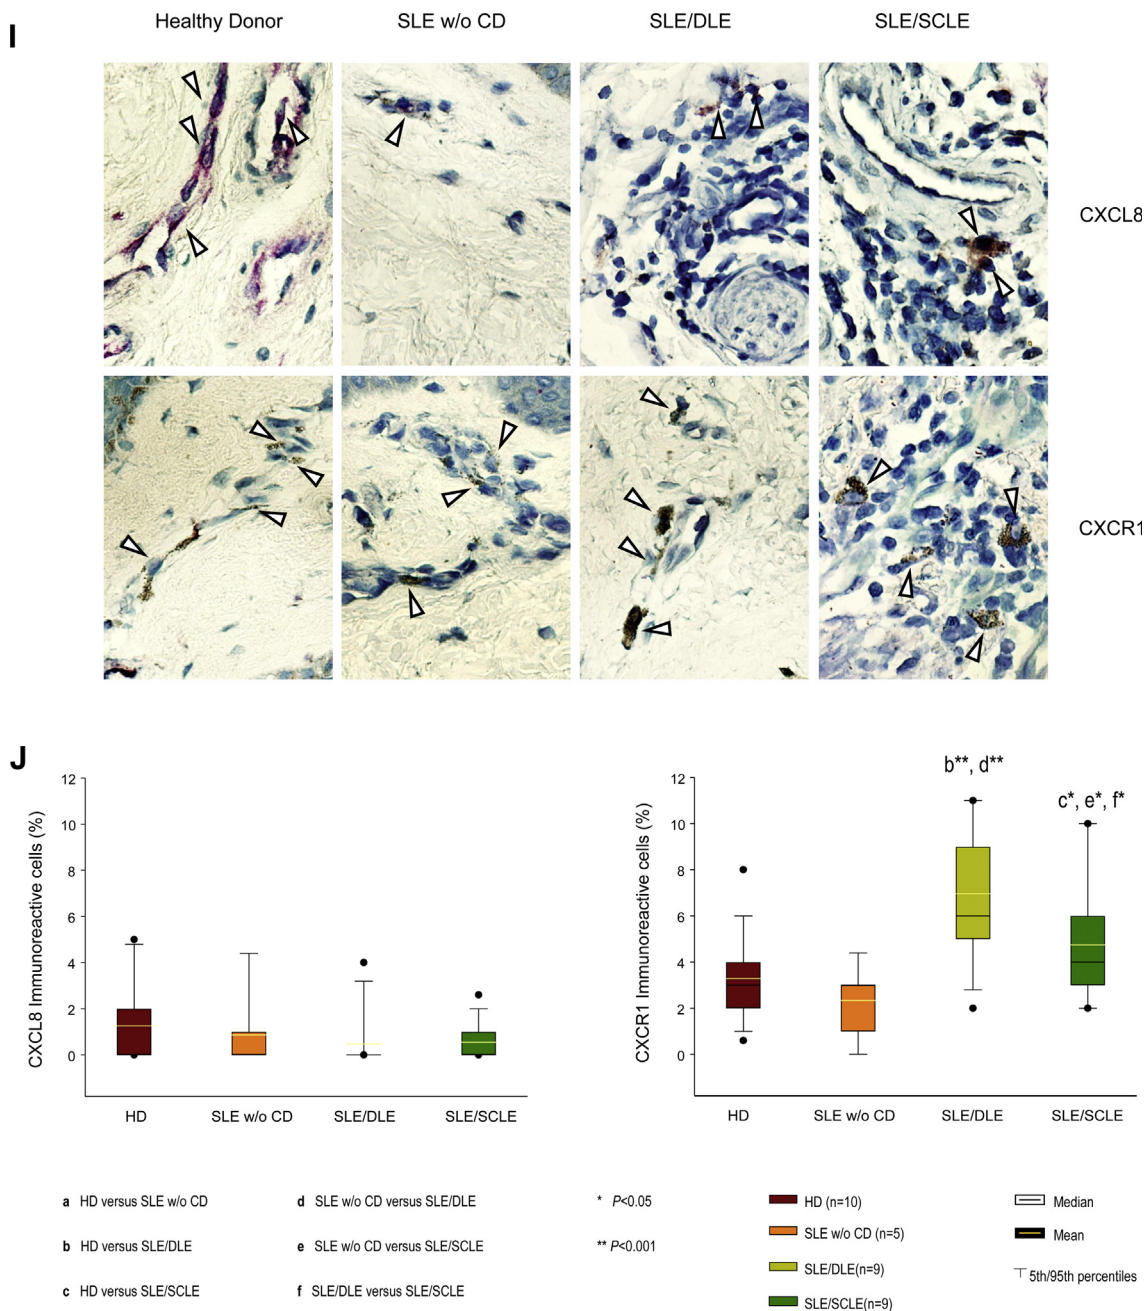 I
Healthy Donor SLE w/o CD SLE/DLE SLE/SCLE
CXCL8
CXCR1
J
CXCL8 Immunoreactive cells (%)
12
10
8
6
4
2
0
HD SLE w/o CD SLE/DLE SLE/SCLE
CXCR1 Immunoreactive cells (%)
12
10
8
6
4
2
0
b**, d**
c*, e*, f*
HD SLE w/o CD SLE/DLE SLE/SCLE
a HD versus SLE w/o CD
b HD versus SLE/DLE
c HD versus SLE/SCLE
d SLE w/o CD versus SLE/DLE
e SLE w/o CD versus SLE/SCLE
f SLE/DLE versus SLE/SCLE
* P<0.05
** P<0.001
HD (n=10)
SLE w/o CD (n=5)
SLE/DLE(n=9)
SLE/SCLE(n=9)
Median
Mean
5th/95th percentiles